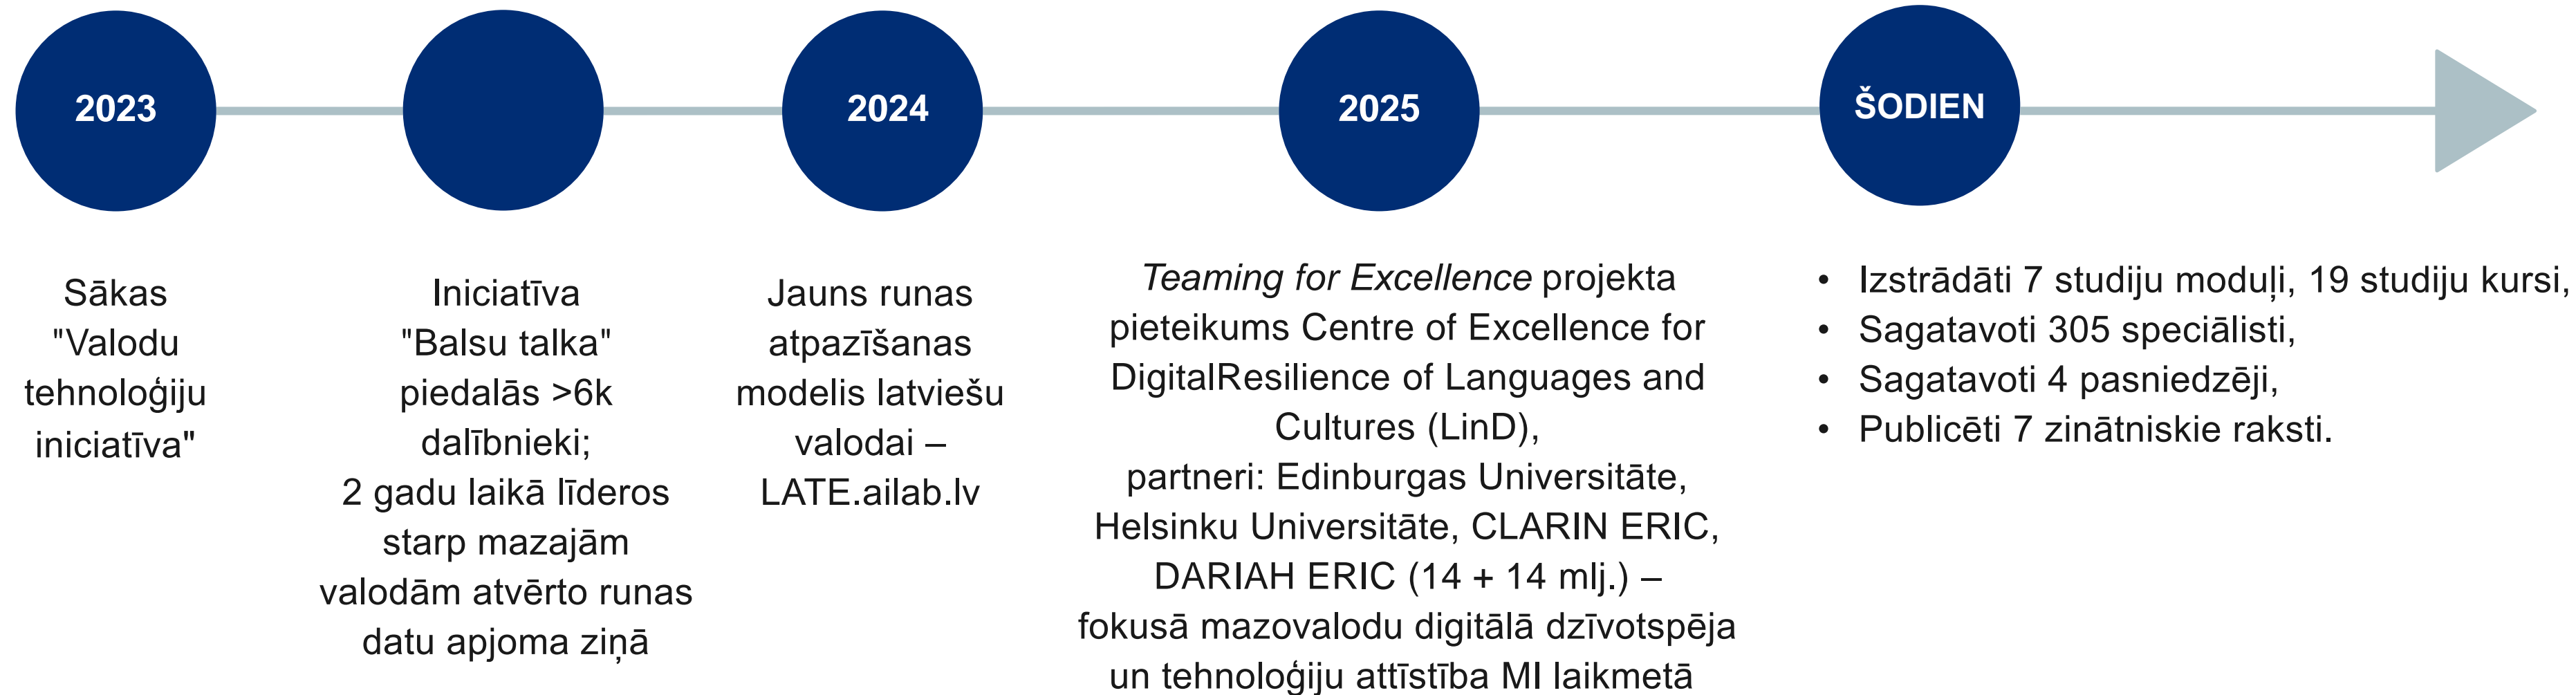 2023
2024
2025
ŠODIEN
Sākas
"Valodu
tehnoloģiju
iniciatīva"
Iniciatīva
"Balsu talka"
piedalās >6k
dalībnieki;
2 gadu laikā līderos
starp mazajām
valodām atvērto runas
datu apjoma ziņā
Jauns runas
atpazīšanas
modelis latviešu
valodai –
LATE.ailab.lv
Teaming for Excellence projekta
pieteikums Centre of Excellence for
DigitalResilience of Languages and
Cultures (LinD),
partneri: Edinburgas Universitāte,
Helsinku Universitāte, CLARIN ERIC,
DARIAH ERIC (14 + 14 mlj.) –
fokusā mazovalodu digitālā dzīvotspēja
un tehnoloģiju attīstība MI laikmetā
• Izstrādāti 7 studiju moduļi, 19 studiju kursi,
• Sagatavoti 305 speciālisti,
• Sagatavoti 4 pasniedzēji,
• Publicēti 7 zinātniskie raksti.